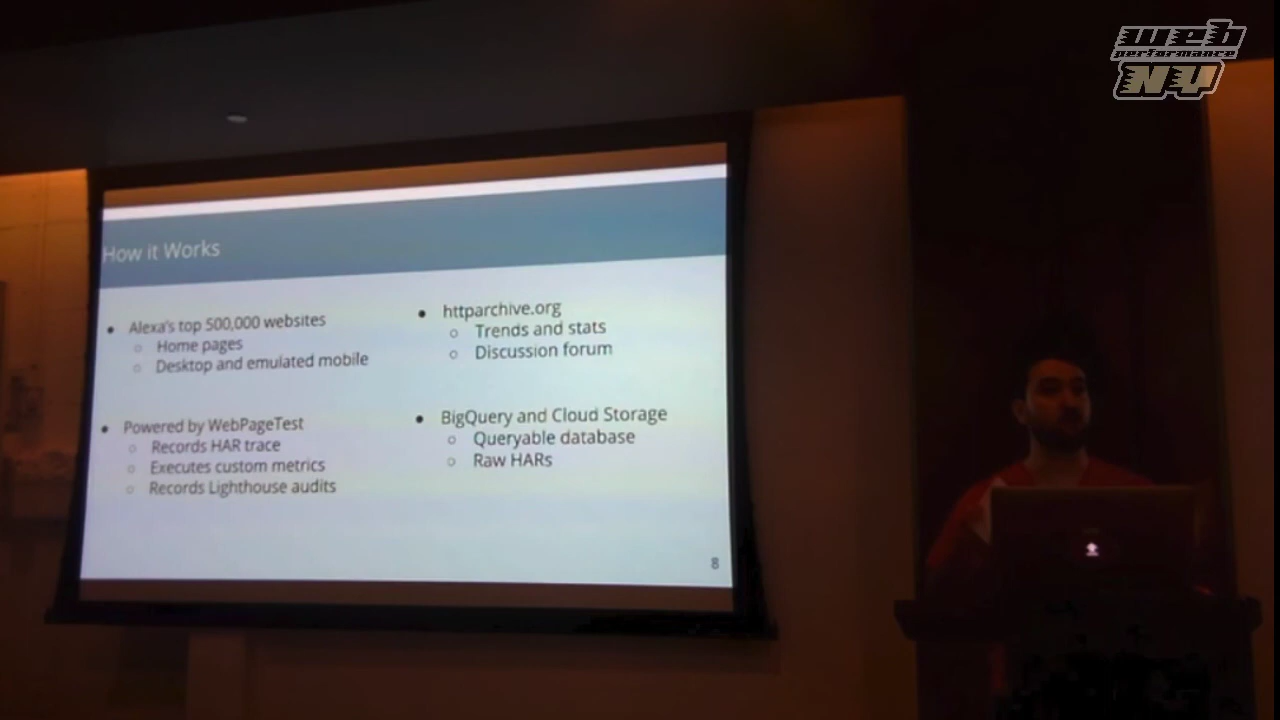 web
performance
NY
How it Works
● Alexa's top 500,000 websites
○ Home pages
○ Desktop and emulated mobile
● Powered by WebPageTest
○ Records HAR trace
○ Executes custom metrics
○ Records Lighthouse audits
● httparchive.org
○ Trends and stats
○ Discussion forum
● BigQuery and Cloud Storage
○ Queryable database
○ Raw HARs
8